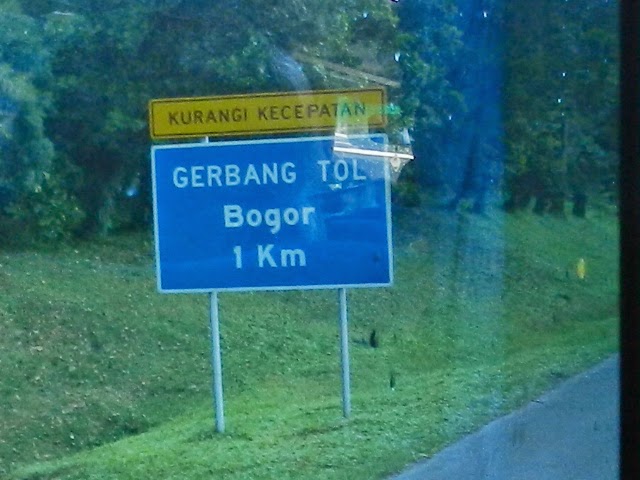 KURANGI KECEPATAN
GERBANG TOL
Bogor
1 Km